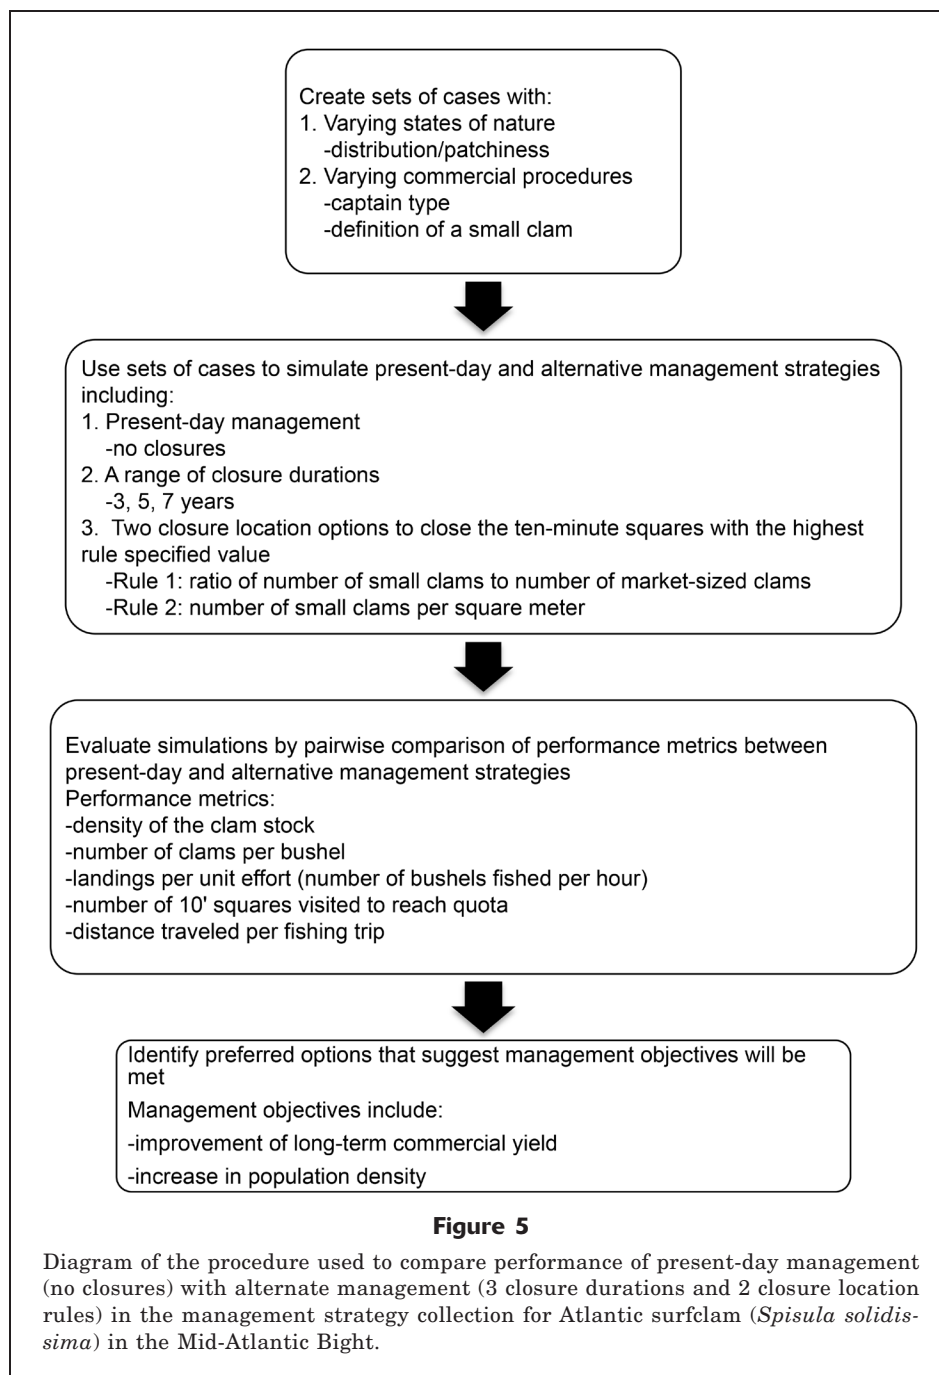 Create sets of cases with:
1. Varying states of nature
-distribution/patchiness
2. Varying commercial procedures
-captain type
-definition of a small clam
Use sets of cases to simulate present-day and alternative management strategies
including:
1. Present-day management
-no closures
2. A range of closure durations
-3, 5, 7 years
3.  Two closure location options to close the ten-minute squares with the highest
rule specified value
-Rule 1: ratio of number of small clams to number of market-sized clams
-Rule 2: number of small clams per square meter
Evaluate simulations by pairwise comparison of performance metrics between
present-day and alternative management strategies
Performance metrics:
-density of the clam stock
-number of clams per bushel
-landings per unit effort (number of bushels fished per hour)
-number of 10' squares visited to reach quota
-distance traveled per fishing trip
Identify preferred options that suggest management objectives will be
met
Management objectives include:
-improvement of long-term commercial yield
-increase in population density
Figure 5
Diagram of the procedure used to compare performance of present-day management
(no closures) with alternate management (3 closure durations and 2 closure location
rules) in the management strategy collection for Atlantic surfclam (Spisula solidis-
sima) in the Mid-Atlantic Bight.